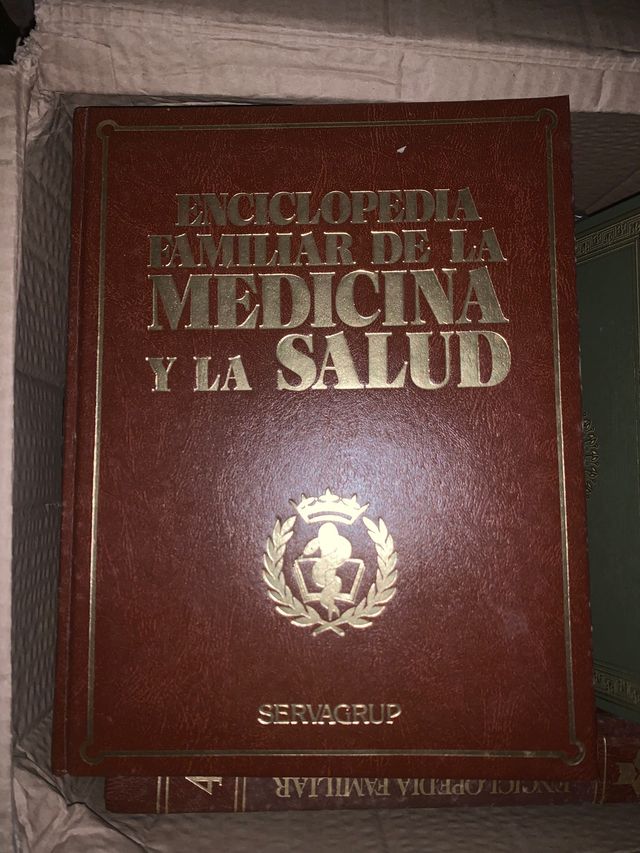 ENCICLOPEDIA
FAMILIAR DE LA
MEDICINA
Y LA SALUD
SERVAGRUP
ENCICLOPEDIA FAMILIAR